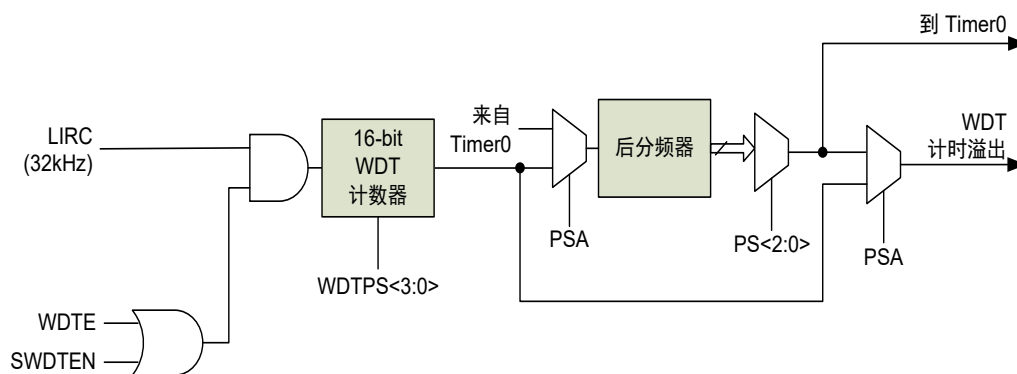 到 Timer0
来自
Timer0
WDT
计时溢出
LIRC
(32kHz)
16-bit
WDT
计数器
后分频器
PSA
PS<2:0>
PSA
WDTPS<3:0>
WDTE
SWDTEN